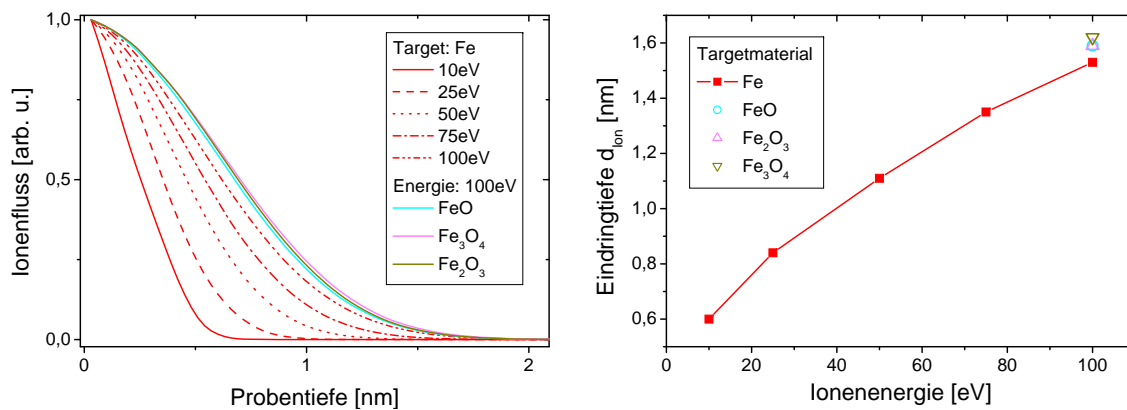 Ionenfluss [arb. u.]
1,0
0,5
0,0
0
1
2
Probentiefe [nm]
Target: Fe
10eV
25eV
50eV
75eV
100eV
Energie: 100eV
FeO
Fe₃O₄
Fe₂O₃
Eindringtiefe d_Ion [nm]
1.6
1.4
1.2
1.0
0.8
0,6
0
20
40
60
80
100
Ionenenergie [eV]
Targetmaterial
Fe
FeO
Fe₂O₃
Fe₃O₄